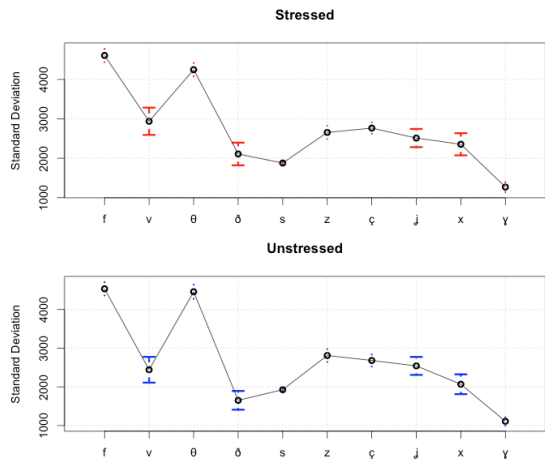 Stressed
Standard Deviation
4000
3000
2000
1000
f v θ ð s z ç ʝ x ɣ
Unstressed
Standard Deviation
4000
3000
2000
1000
f v θ ð s z ç ʝ x ɣ